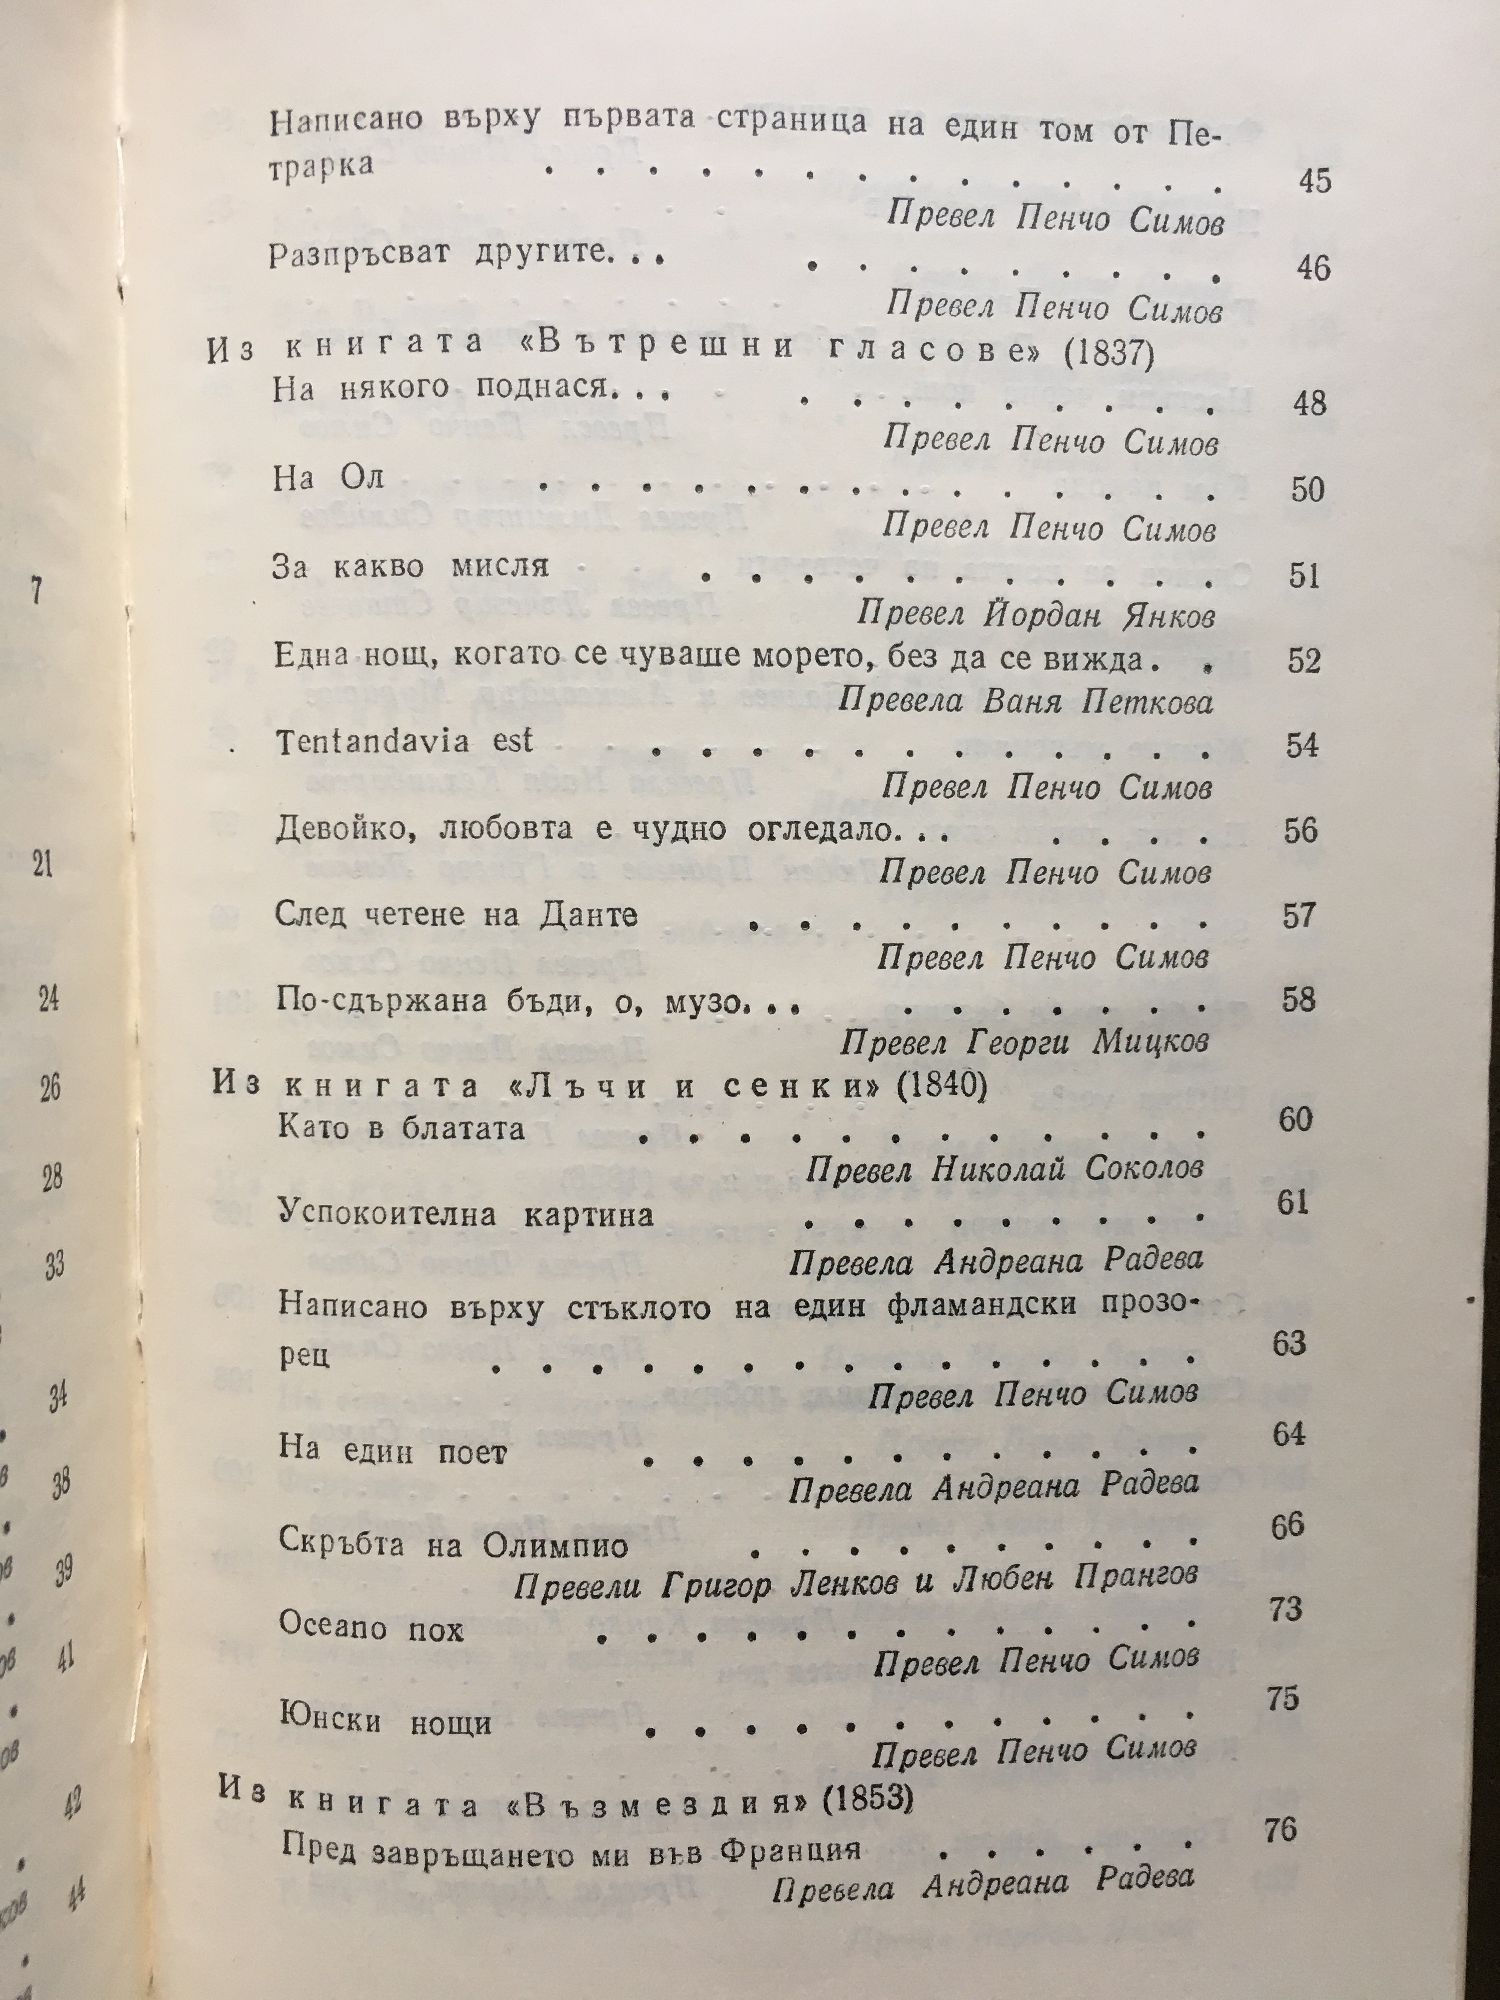 Написано върху първата страница на един том от Пе-
трарка . . . . . . . . . . . . . . 45
Превел Пенчо Симов
Разпръсват другите. . . . . . . . . . . . 46
Превел Пенчо Симов
Из книгата «Вътрешни гласове» (1837)
На някого поднася. . . . . . . . . . . . 48
Превел Пенчо Симов
На Ол . . . . . . . . . . . . . . 50
Превел Пенчо Симов
За какво мисля . . . . . . . . . . . 51
Превел Йордан Янков
Една нощ, когато се чуваше морето, без да се вижда. . 52
Превела Ваня Петкова
Tentandavia est . . . . . . . . . . . . 54
Превел Пенчо Симов
Девойко, любовта е чудно огледало. . . . . . . 56
Превел Пенчо Симов
След четене на Данте . . . . . . . . . . 57
Превел Пенчо Симов
По-сдържана бъди, о, музо. . . . . . . . . . 58
Превел Георги Мицков
Из книгата «Лъчи и сенки» (1840)
Като в блатата . . . . . . . . . . . . 60
Превел Николай Соколов
Успокоителна картина . . . . . . . . . 61
Превела Андреана Радева
Написано върху стъклото на един фламандски прозо-
рец . . . . . . . . . . . . . . . 63
Превел Пенчо Симов
На един поет . . . . . . . . . . . . 64
Превела Андреана Радева
Скръбта на Олимпио . . . . . . . . . . 66
Превели Григор Ленков и Любен Прангов
Oceano nox . . . . . . . . . . . . . 73
Превел Пенчо Симов
Юнски нощи . . . . . . . . . . . . 75
Превел Пенчо Симов
Из книгата «Възмездия» (1853)
Пред завръщането ми във Франция . . . . . . 76
Превела Андреана Радева
7
21
24
26
28
33
34
38
39
41
42
44